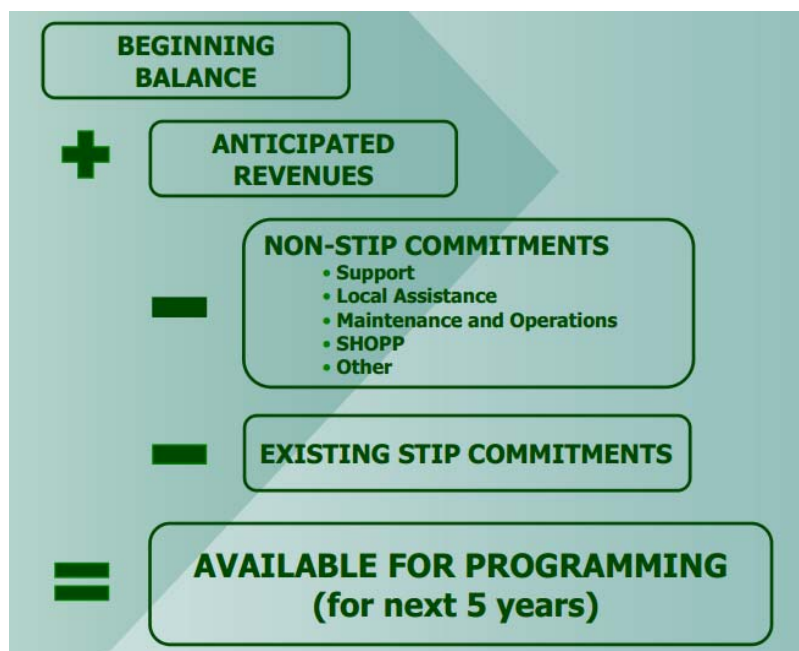 BEGINNING
BALANCE
+
ANTICIPATED
REVENUES
−
NON-STIP COMMITMENTS
• Support
• Local Assistance
• Maintenance and Operations
• SHOPP
• Other
−
EXISTING STIP COMMITMENTS
=
AVAILABLE FOR PROGRAMMING
(for next 5 years)